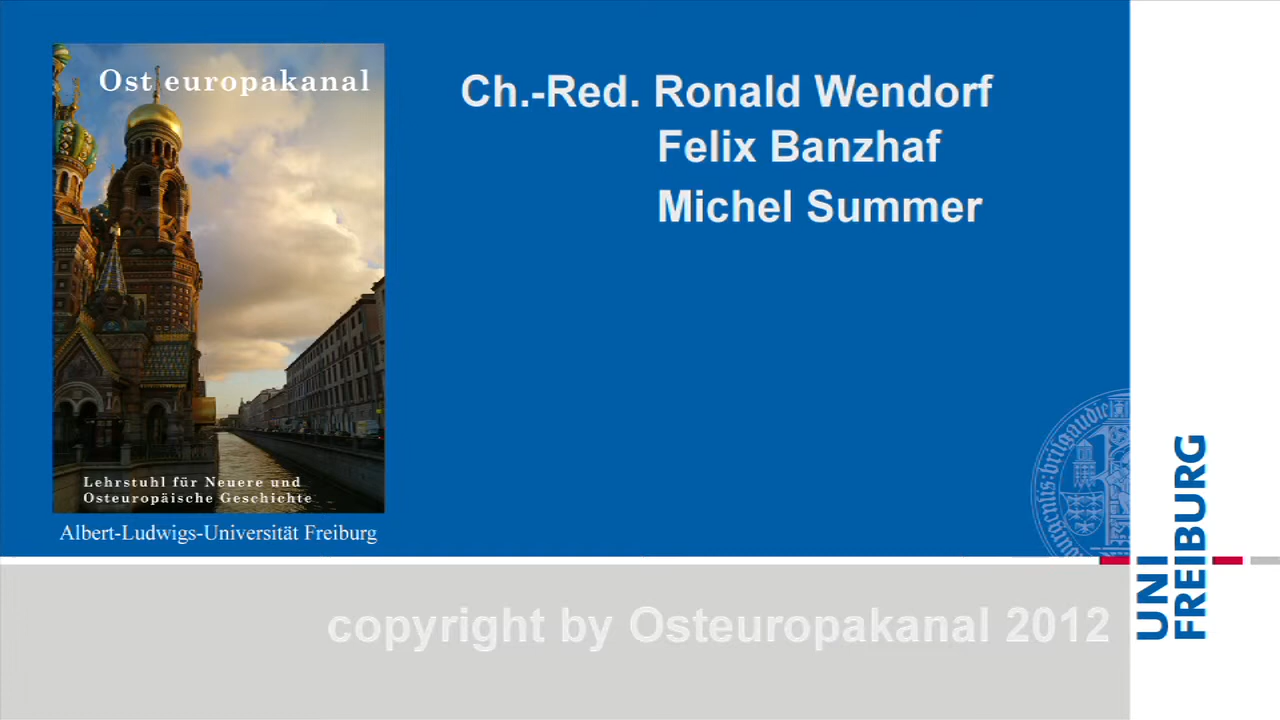 Osteuropakanal
Ch.-Red. Ronald Wendorf
Felix Banzhaf
Michel Summer
Lehrstuhl für Neuere und
Osteuropäische Geschichte
Albert-Ludwigs-Universität Freiburg
UNI
FREIBURG
copyright by Osteuropakanal 2012